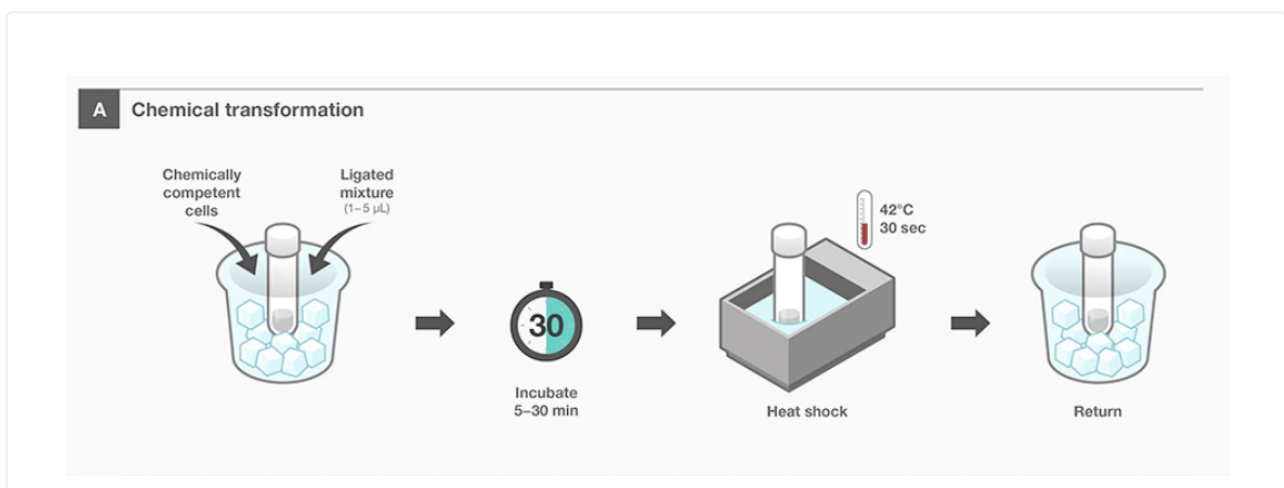 A
Chemical transformation
Chemically
competent
cells
Ligated
mixture
(1–5 µL)
30
Incubate
5–30 min
42°C
30 sec
Heat shock
Return